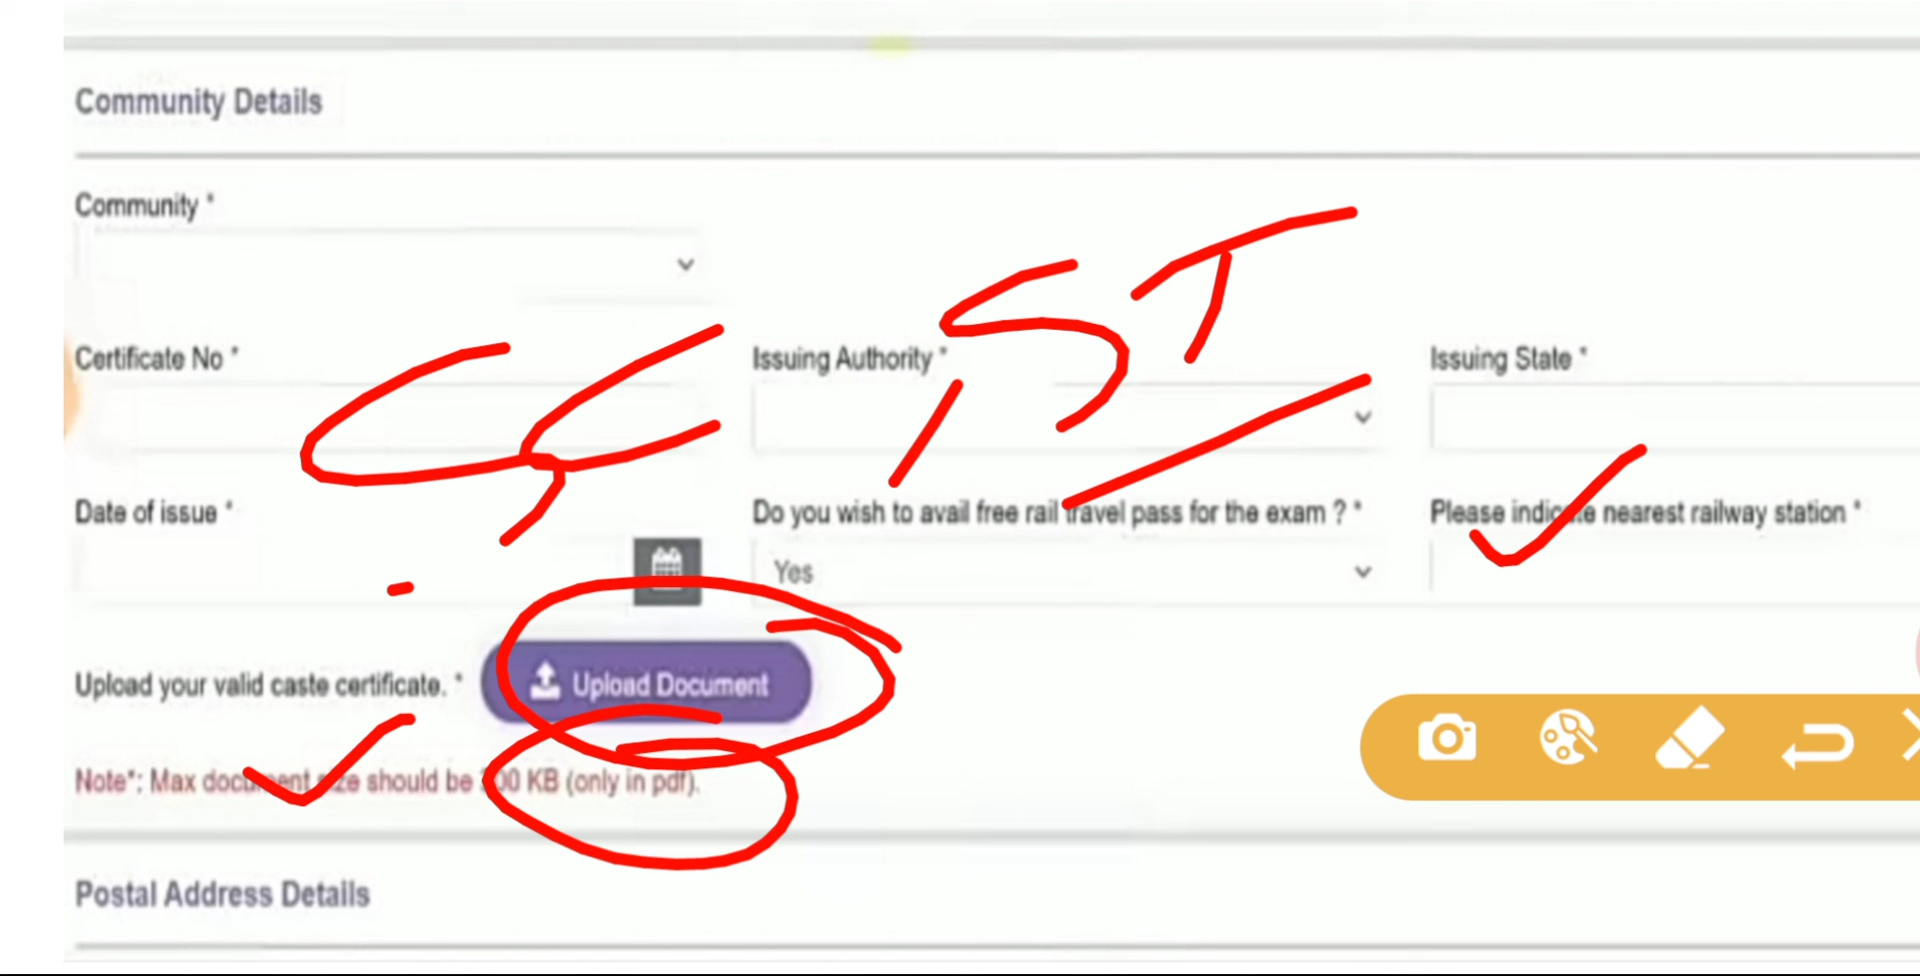 Community Details
Community *
Certificate No * Issuing Authority * Issuing State *
SC, ST
Date of issue * Do you wish to avail free rail travel pass for the exam ? * Please indicate nearest railway station *
Yes
Upload your valid caste certificate. * Upload Document
Note*: Max document size should be KB (only in pdf).
Postal Address Details